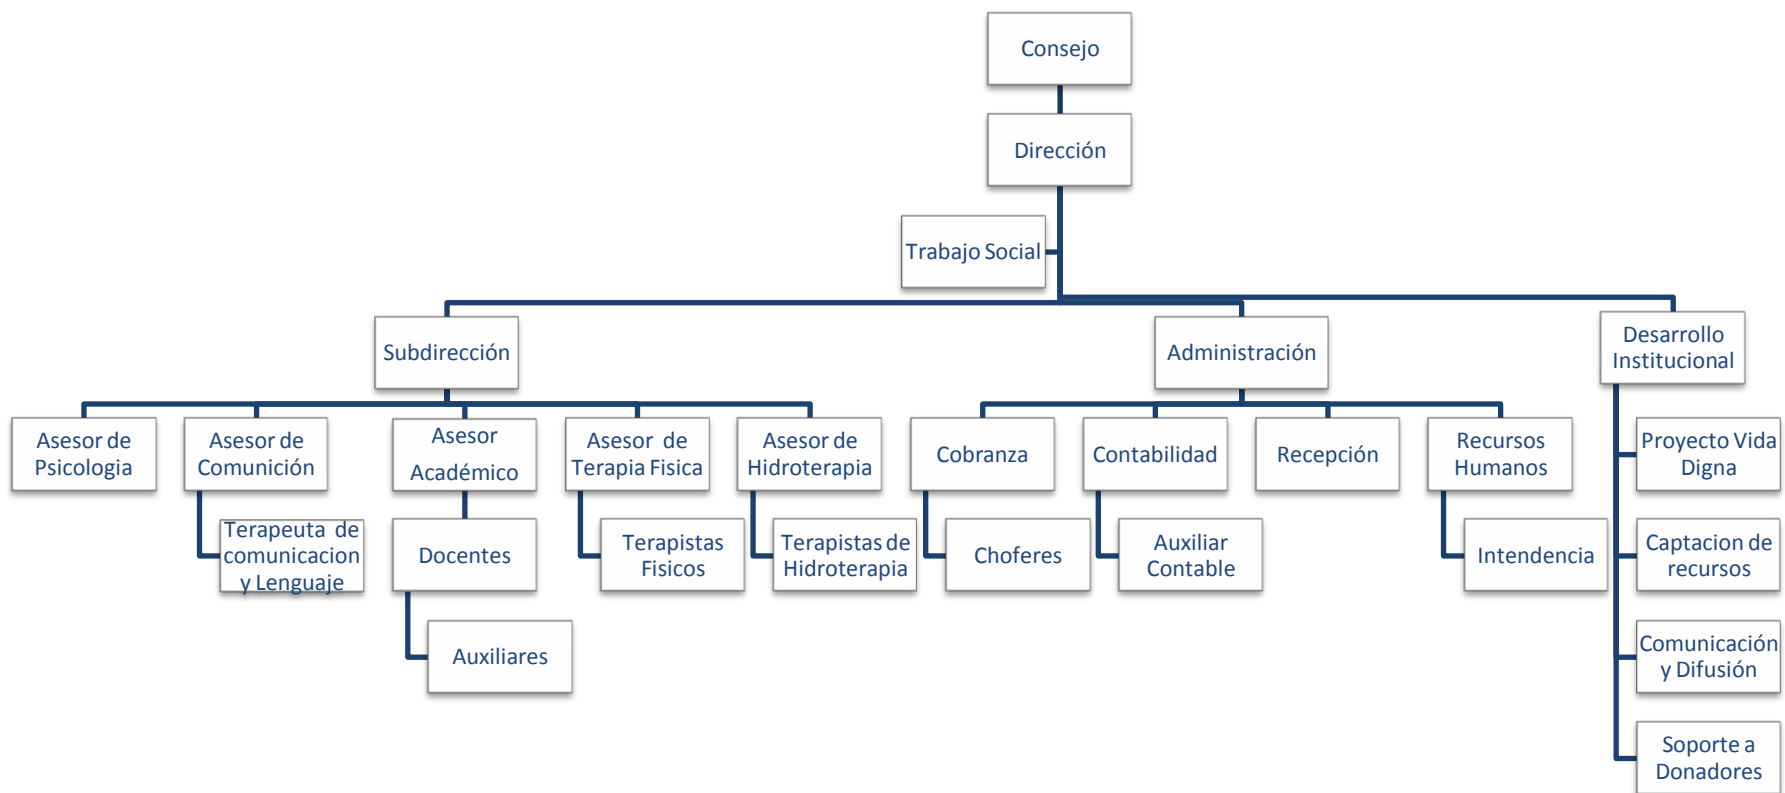 Consejo
Dirección
Trabajo Social
Subdirección
Administración
Desarrollo
Institucional
Asesor de
Psicologia
Asesor de
Comunición
Asesor
Académico
Asesor de
Terapia Fisica
Asesor de
Hidroterapia
Cobranza
Contabilidad
Recepción
Recursos
Humanos
Proyecto Vida
Digna
Terapeuta de
comunicacion
y Lenguaje
Docentes
Terapistas
Fisicos
Terapistas de
Hidroterapia
Choferes
Auxiliar
Contable
Intendencia
Captacion de
recursos
Auxiliares
Comunicación
y Difusión
Soporte a
Donadores